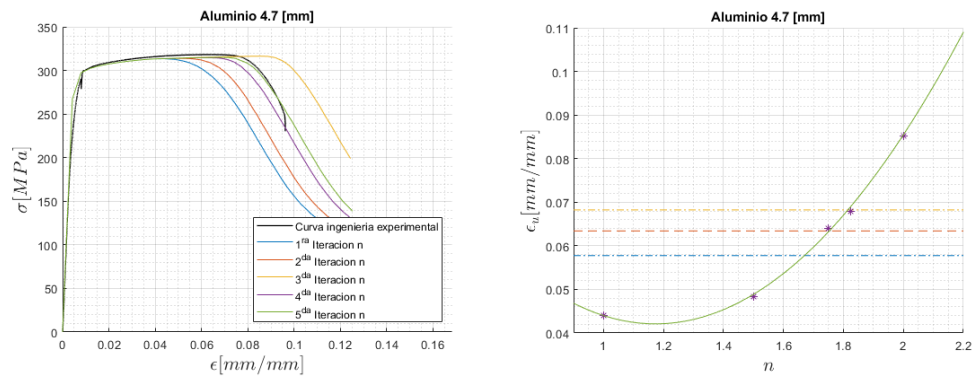 Aluminio 4.7 [mm]
350
300
250
200
150
100
50
0
σ[MPa]
0
0.02
0.04
0.06
0.08
0.1
0.12
0.14
0.16
ϵ[mm/mm]
Curva ingenieria experimental
1ra Iteracion n
2da Iteracion n
3da Iteracion n
4da Iteracion n
5da Iteracion n
Aluminio 4.7 [mm]
0.11
0.1
0.09
0.08
0.07
0.06
0.05
0.04
ϵu[mm/mm]
1
1.2
1.4
1.6
1.8
2
2.2
n